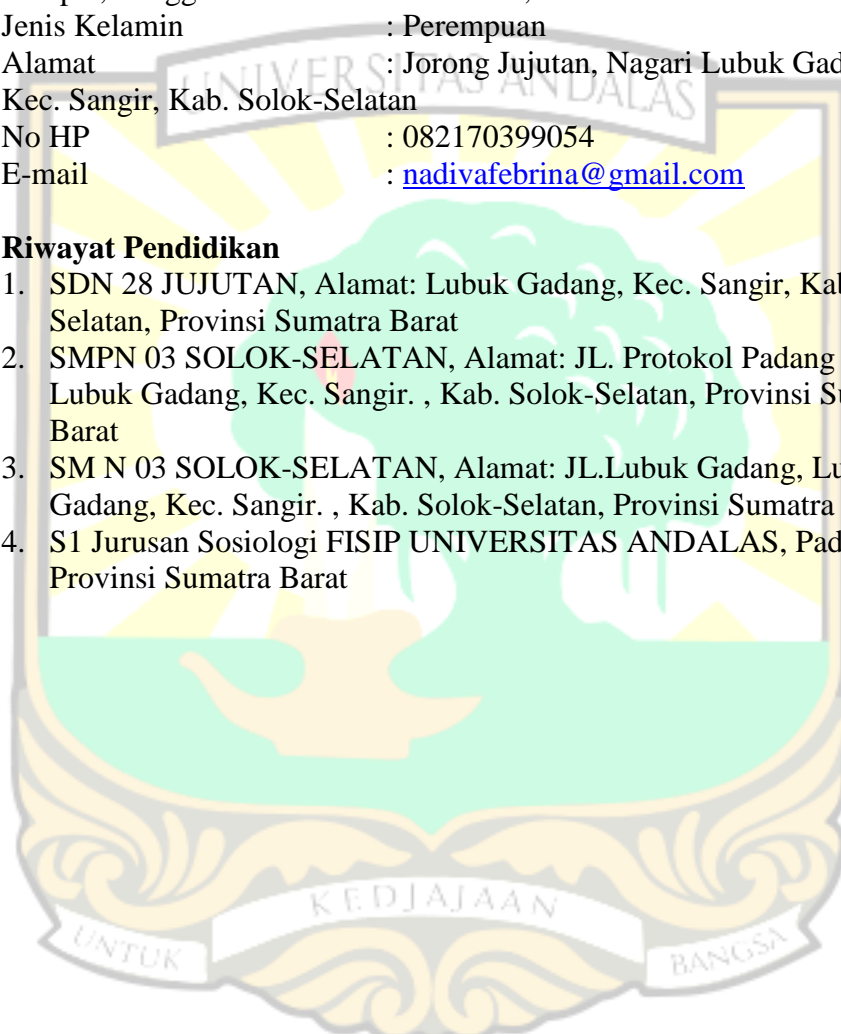 Jenis Kelamin : Perempuan
Alamat : Jorong Jujutan, Nagari Lubuk Gad
Kec. Sangir, Kab. Solok-Selatan
No HP : 082170399054
E-mail : nadivafebrina@gmail.com
Riwayat Pendidikan
1. SDN 28 JUJUTAN, Alamat: Lubuk Gadang, Kec. Sangir, Kab
Selatan, Provinsi Sumatra Barat
2. SMPN 03 SOLOK-SELATAN, Alamat: JL. Protokol Padang
Lubuk Gadang, Kec. Sangir. , Kab. Solok-Selatan, Provinsi Su
Barat
3. SM N 03 SOLOK-SELATAN, Alamat: JL.Lubuk Gadang, Lu
Gadang, Kec. Sangir. , Kab. Solok-Selatan, Provinsi Sumatra
4. S1 Jurusan Sosiologi FISIP UNIVERSITAS ANDALAS, Pad
Provinsi Sumatra Barat
UNIVERSITAS ANDALAS
UNTUK KEDJAJAAN BANGSA